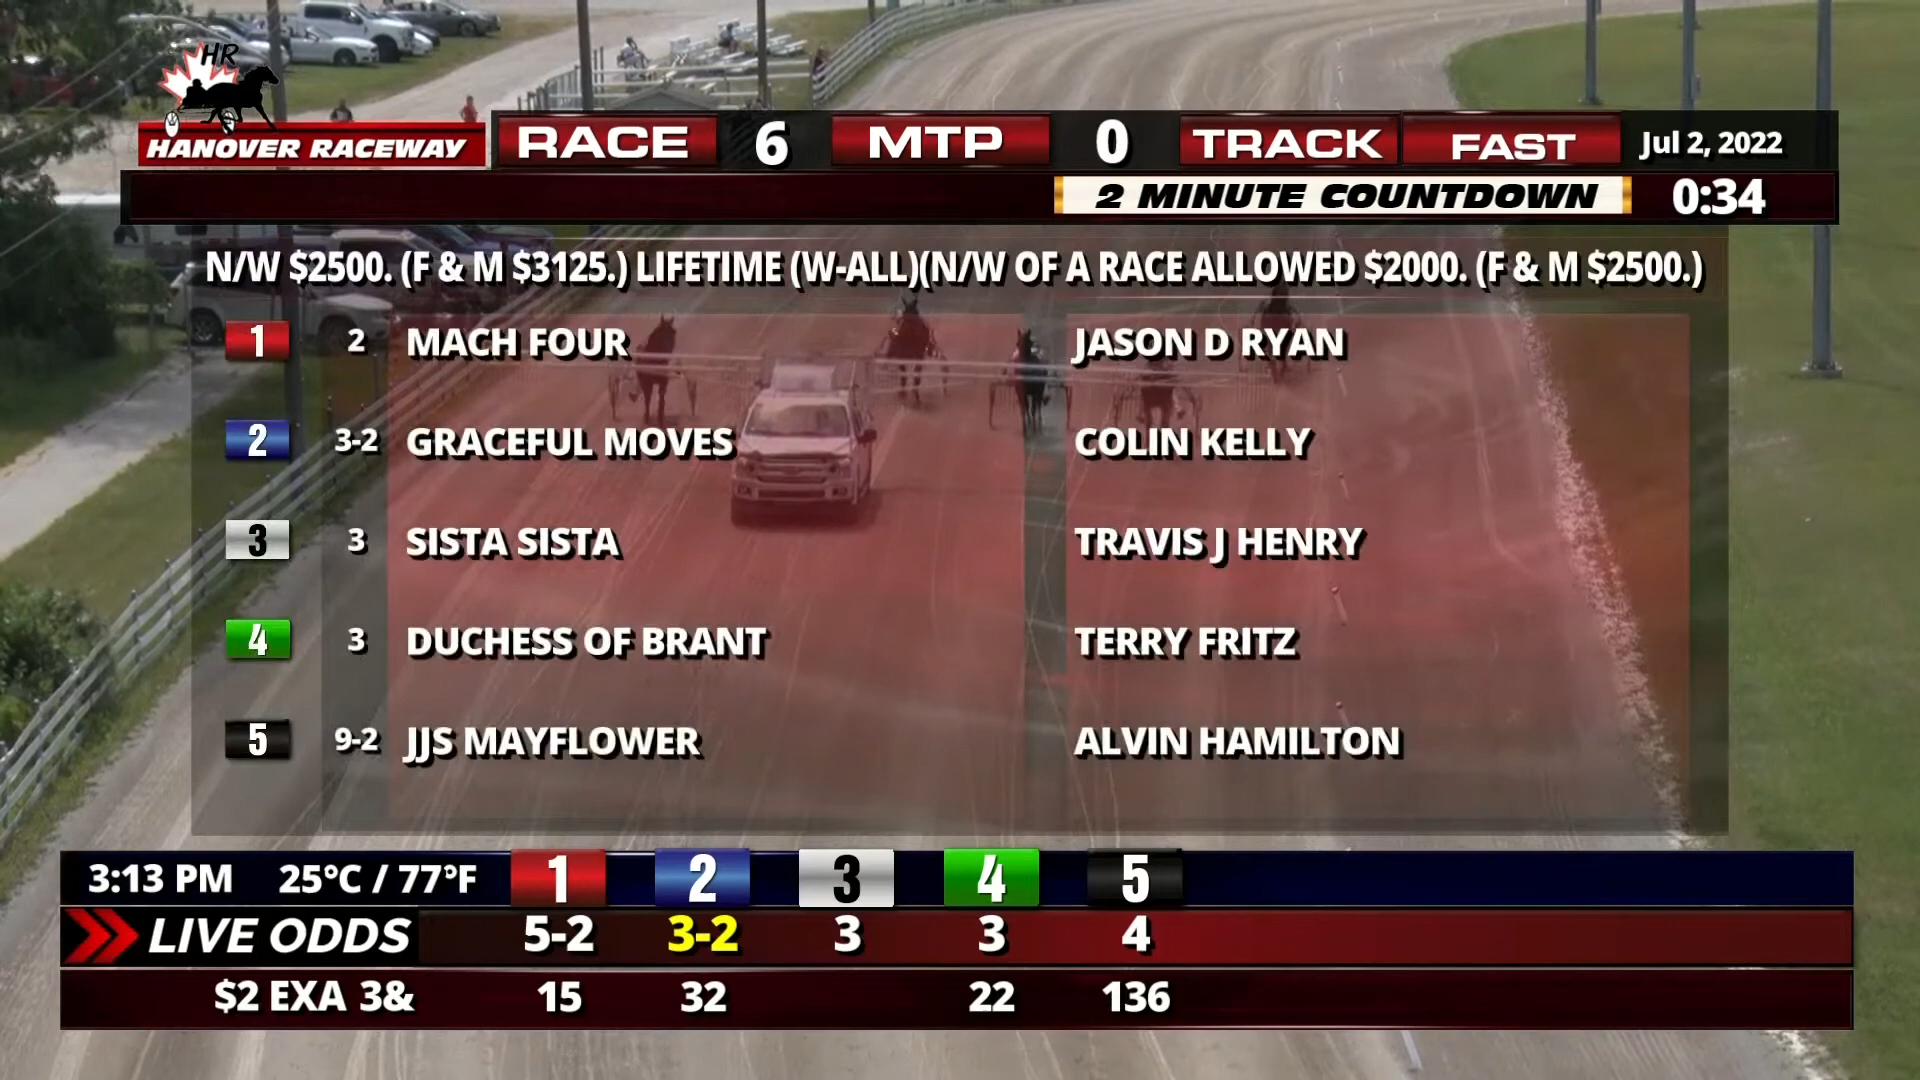 HR
HANOVER RACEWAY RACE 6 MTP 0 TRACK FAST Jul 2, 2022
2 MINUTE COUNTDOWN 0:34
N/W $2500. (F & M $3125.) LIFETIME (W-ALL)(N/W OF A RACE ALLOWED $2000. (F & M $2500.)
1 2 MACH FOUR JASON D RYAN
2 3-2 GRACEFUL MOVES COLIN KELLY
3 3 SISTA SISTA TRAVIS J HENRY
4 3 DUCHESS OF BRANT TERRY FRITZ
5 9-2 JJS MAYFLOWER ALVIN HAMILTON
3:13 PM 25°C / 77°F 1 2 3 4 5
LIVE ODDS 5-2 3-2 3 3 4
$2 EXA 3& 15 32 22 136